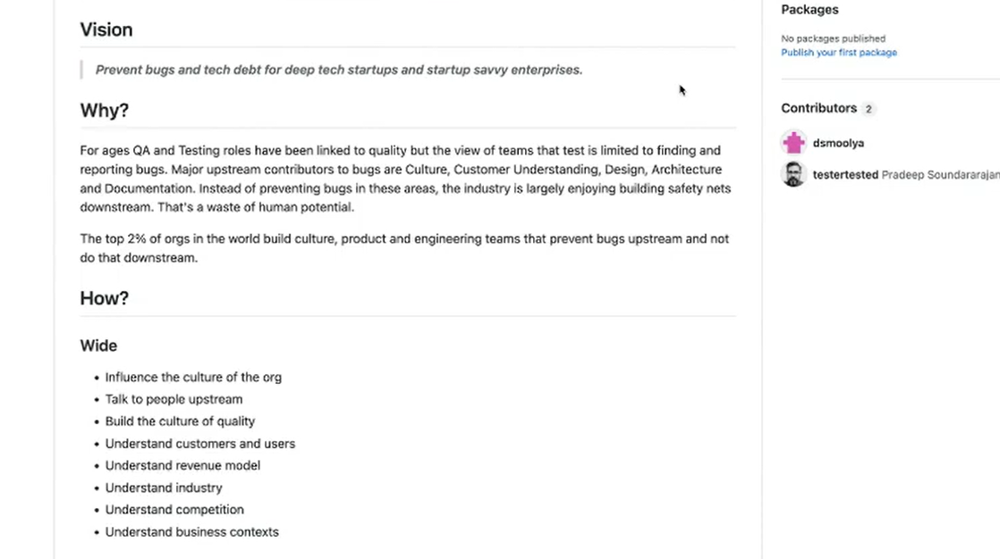 Vision
Prevent bugs and tech debt for deep tech startups and startup savvy enterprises.
Why?
For ages QA and Testing roles have been linked to quality but the view of teams that test is limited to finding and
reporting bugs. Major upstream contributors to bugs are Culture, Customer Understanding, Design, Architecture
and Documentation. Instead of preventing bugs in these areas, the industry is largely enjoying building safety nets
downstream. That's a waste of human potential.
The top 2% of orgs in the world build culture, product and engineering teams that prevent bugs upstream and not
do that downstream.
How?
Wide
• Influence the culture of the org
• Talk to people upstream
• Build the culture of quality
• Understand customers and users
• Understand revenue model
• Understand industry
• Understand competition
• Understand business contexts
Packages
No packages published
Publish your first package
Contributors 2
dsmoolya
testertested Pradeep Soundararajan